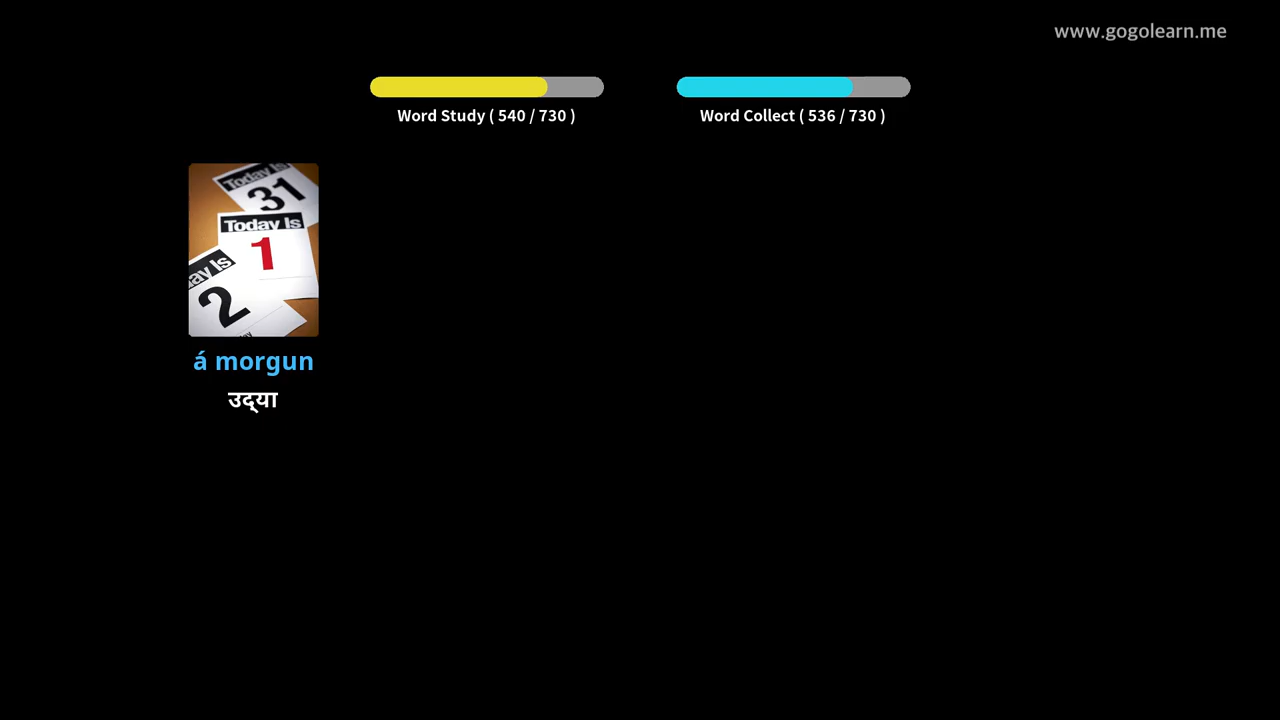 www.gogolearn.me
Word Study ( 540 / 730 )
Word Collect ( 536 / 730 )
Today Is
31
Today Is
1
ay Is
2
á morgun
उद्या